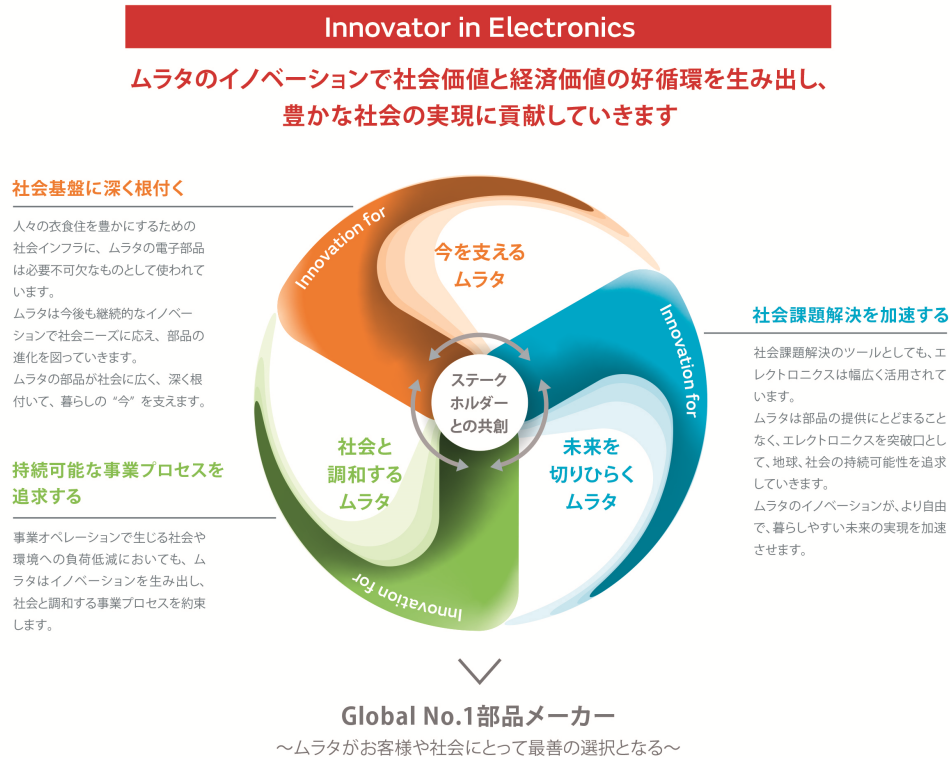 Innovator in Electronics
ムラタのイノベーションで社会価値と経済価値の好循環を生み出し、
豊かな社会の実現に貢献していきます
社会基盤に深く根付く
人々の衣食住を豊かにするための
社会インフラに、ムラタの電子部品
は必要不可欠なものとして使われて
います。
ムラタは今後も継続的なイノベー
ションで社会ニーズに応え、部品の
進化を図っていきます。
ムラタの部品が社会に広く、深く根
付いて、暮らしの“今”を支えます。
持続可能な事業プロセスを
追求する
事業オペレーションで生じる社会や
環境への負荷低減においても、ム
ラタはイノベーションを生み出し、
社会と調和する事業プロセスを約束
します。
Innovation for
今を支える
ムラタ
Innovation for
未来を
切りひらく
ムラタ
Innovation for
社会と
調和する
ムラタ
ステーク
ホルダー
との共創
社会課題解決を加速する
社会課題解決のツールとしても、エ
レクトロニクスは幅広く活用されて
います。
ムラタは部品の提供にとどまること
なく、エレクトロニクスを突破口とし
て、地球、社会の持続可能性を追求
していきます。
ムラタのイノベーションが、より自由
で、暮らしやすい未来の実現を加速
させます。
Global No.1部品メーカー
～ムラタがお客様や社会にとって最善の選択となる～